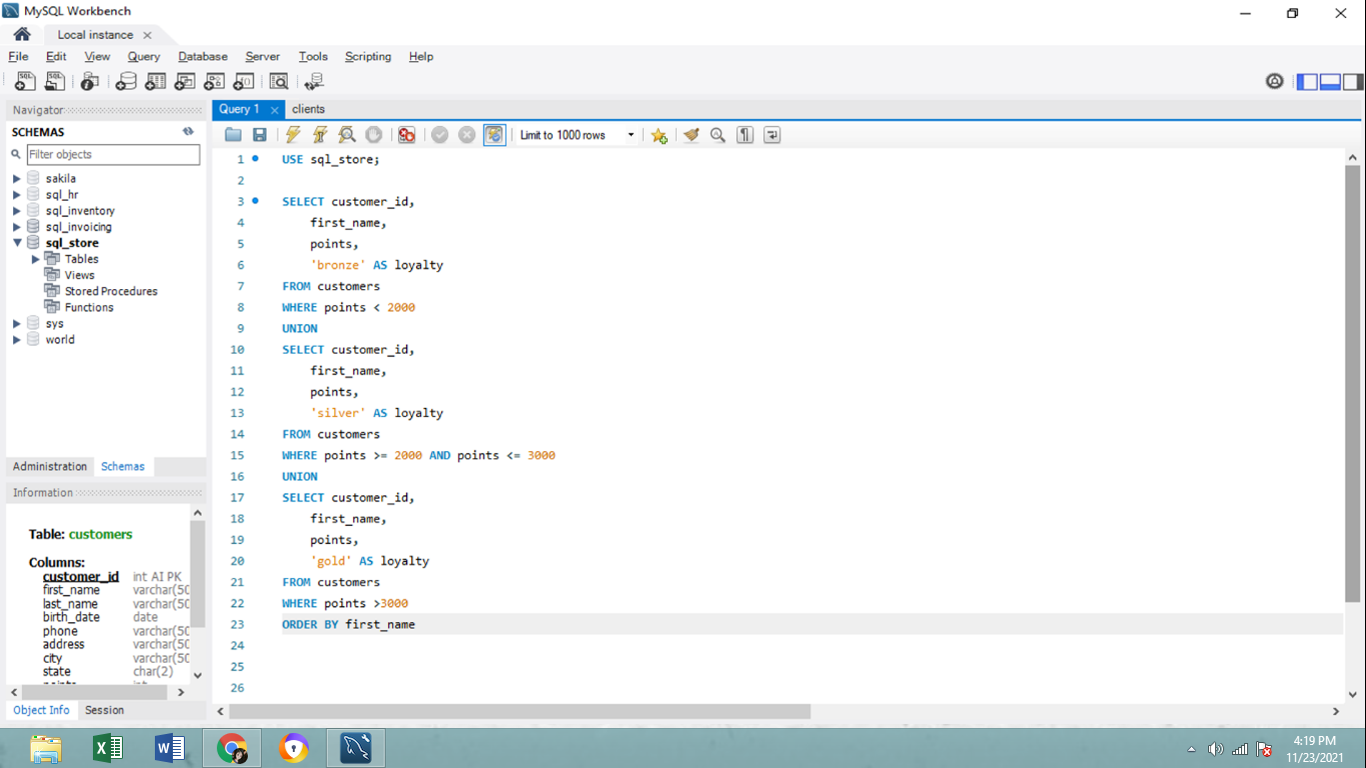 MySQL Workbench
Local instance
File Edit View Query Database Server Tools Scripting Help
Navigator
SCHEMAS
Filter objects
sakila
sql_hr
sql_inventory
sql_invoicing
sql_store
Tables
Views
Stored Procedures
Functions
sys
world
Administration Schemas
Information
Table: customers
Columns:
customer_id int AI PK
first_name varchar(50
last_name varchar(50
birth_date date
phone varchar(50
address varchar(50
city varchar(50
state char(2)
points int
Object Info Session
Query 1 clients
Limit to 1000 rows
1 USE sql_store;
2
3 SELECT customer_id,
4 first_name,
5 points,
6 'bronze' AS loyalty
7 FROM customers
8 WHERE points < 2000
9 UNION
10 SELECT customer_id,
11 first_name,
12 points,
13 'silver' AS loyalty
14 FROM customers
15 WHERE points >= 2000 AND points <= 3000
16 UNION
17 SELECT customer_id,
18 first_name,
19 points,
20 'gold' AS loyalty
21 FROM customers
22 WHERE points >3000
23 ORDER BY first_name
24
25
26
4:19 PM
11/23/2021